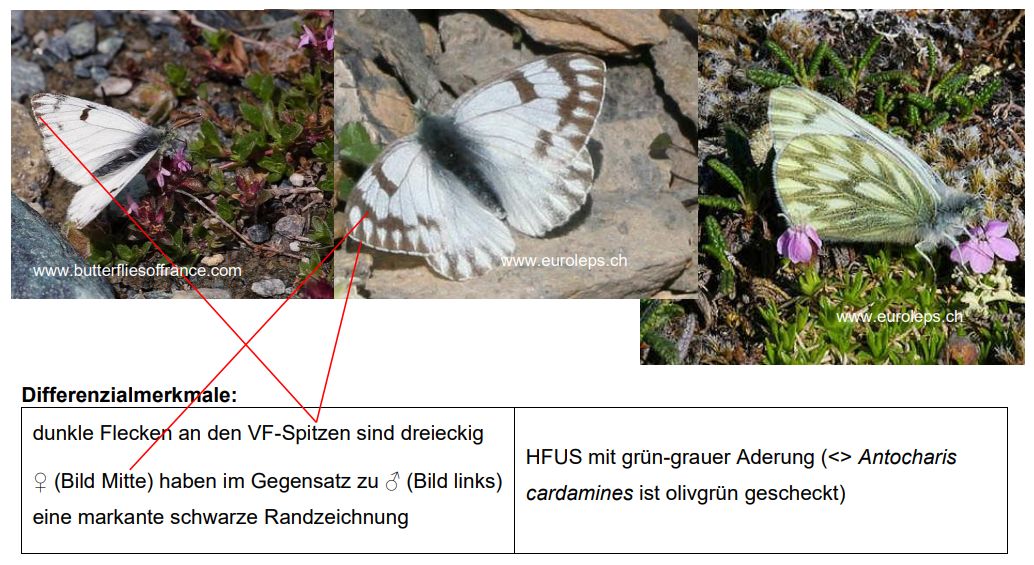 www.butterfliesoffrance.com
www.euroleps.ch
www.euroleps.ch
Differenzialmerkmale:
dunkle Flecken an den VF-Spitzen sind dreieckig
♀ (Bild Mitte) haben im Gegensatz zu ♂ (Bild links)
eine markante schwarze Randzeichnung
HFUS mit grün-grauer Aderung (<> Antocharis
cardamines ist olivgrün gescheckt)